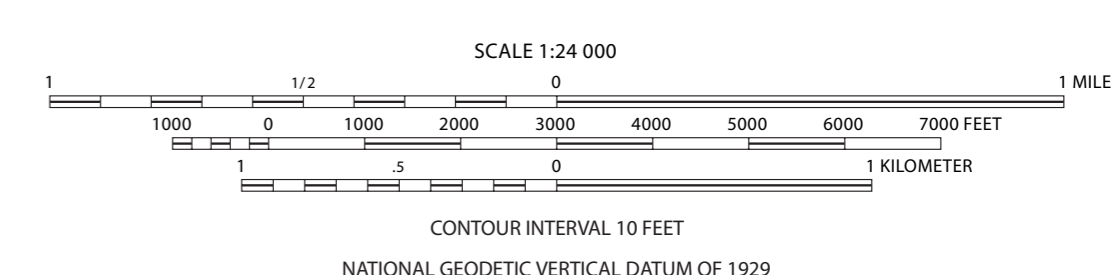 SCALE 1:24 000
1 1/2 0 1 MILE
1000 0 1000 2000 3000 4000 5000 6000 7000 FEET
1 .5 0 1 KILOMETER
CONTOUR INTERVAL 10 FEET
NATIONAL GEODETIC VERTICAL DATUM OF 1929